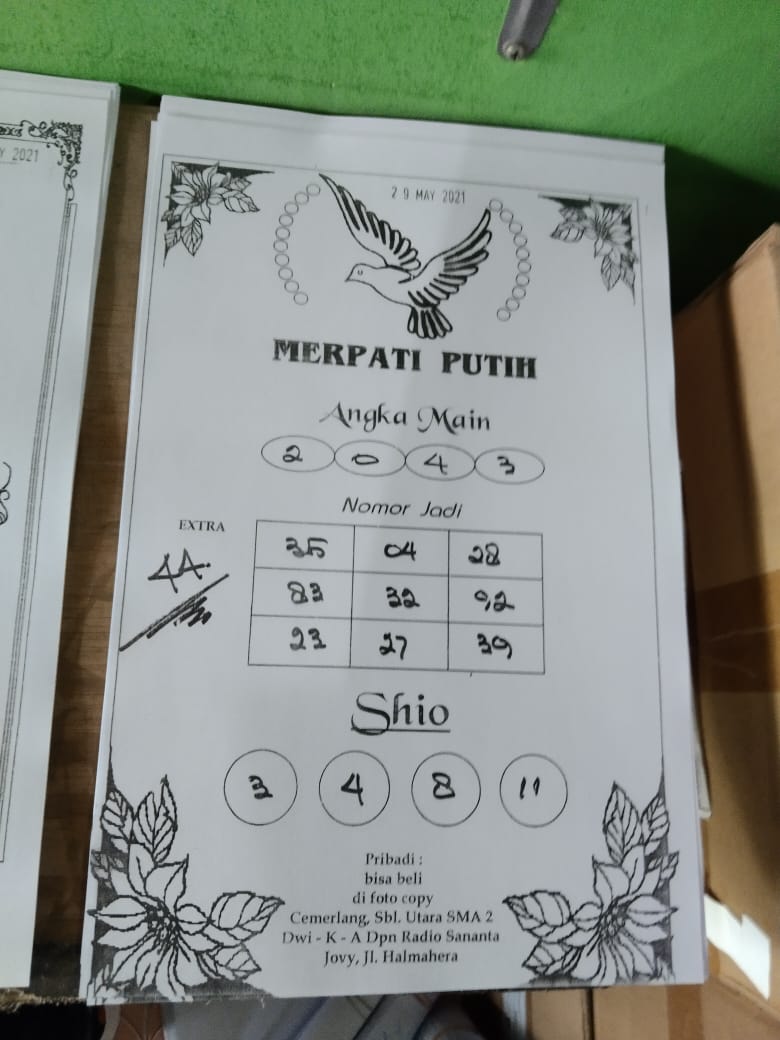 Y 2021
29 MAY 2021
MERPATI PUTIH
Angka Main
2 0 4 3
Nomor Jadi
EXTRA
44
35 04 28
83 32 92
23 27 39
Shio
3 4 8 11
Pribadi :
bisa beli
di foto copy
Cemerlang, Sbl. Utara SMA 2
Dwi - K - A Dpn Radio Sananta
Jovy, Jl. Halmahera